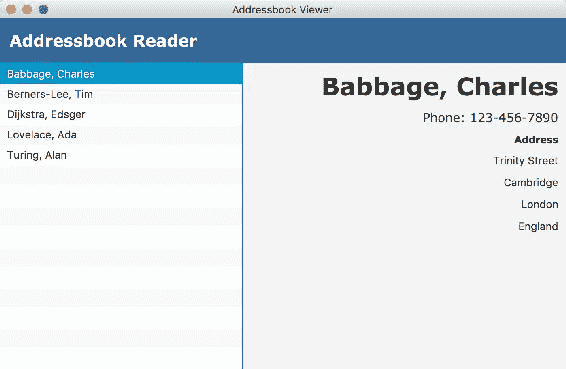 Addressbook Viewer
Addressbook Reader
Babbage, Charles
Berners-Lee, Tim
Dijkstra, Edsger
Lovelace, Ada
Turing, Alan
Babbage, Charles
Phone: 123-456-7890
Address
Trinity Street
Cambridge
London
England